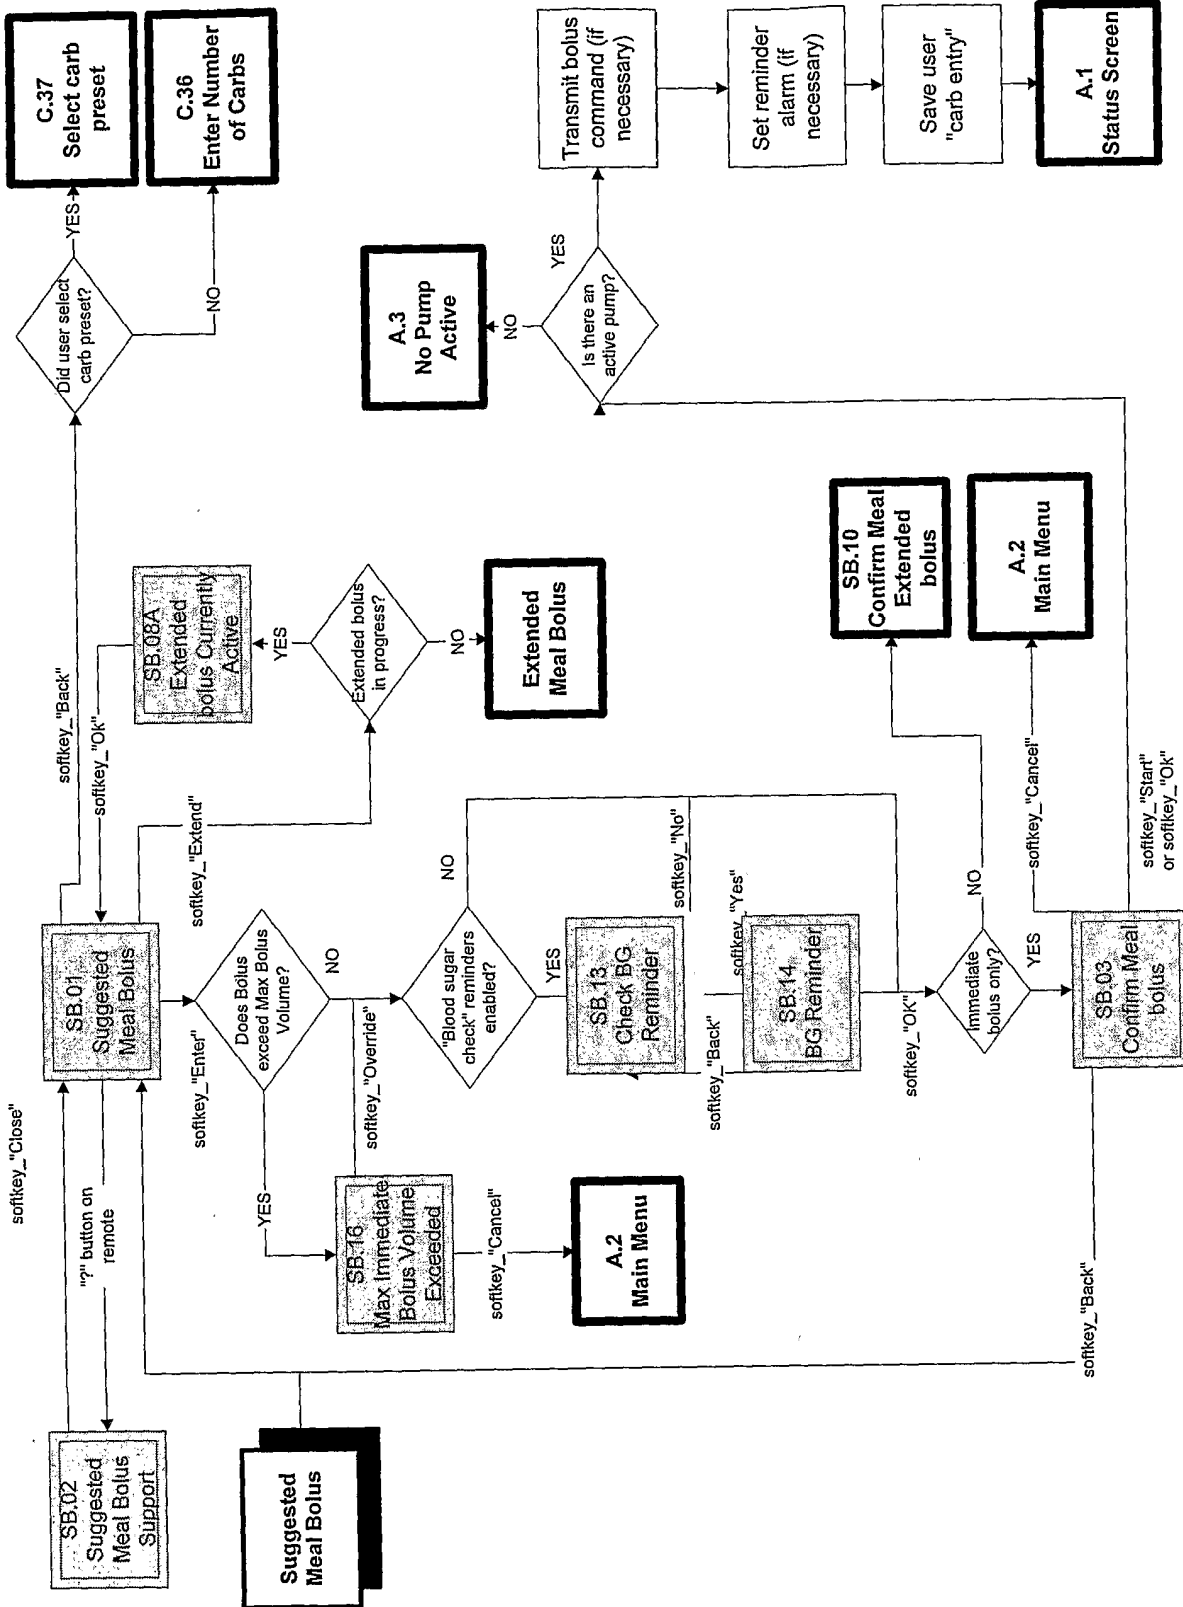 SB.02
Suggested
Meal Bolus
Support
softkey_"Close"
"?" button on
remote
SB.01
Suggested
Meal Bolus
softkey_"Back"
Did user select
carb preset?
YES
NO
C.37
Select carb
preset
C.36
Enter Number
of Carbs
softkey_"Ok"
SB.08A
Extended
bolus Currently
Active
softkey_"Extend"
YES
Extended bolus
in progress?
NO
Extended
Meal Bolus
Suggested
Meal Bolus
softkey_"Enter"
Does Bolus
exceed Max Bolus
Volume?
YES
NO
SB.16
Max Immediate
Bolus Volume
Exceeded
softkey_"Override"
softkey_"Cancel"
A.2
Main Menu
"Blood sugar
check" reminders
enabled?
NO
YES
SB.13
Check BG
Reminder
softkey_"No"
softkey_"Yes"
softkey_"Back"
SB.14
BG Reminder
softkey_"OK"
Immediate
bolus only?
NO
YES
SB.10
Confirm Meal
Extended
bolus
A.2
Main Menu
softkey_"Cancel"
SB.03
Confirm Meal
bolus
softkey_"Back"
softkey_"Start"
or softkey_"Ok"
Is there an
active pump?
NO
YES
A.3
No Pump
Active
Transmit bolus
command (if
necessary)
Set reminder
alarm (if
necessary)
Save user
"carb entry"
A.1
Status Screen